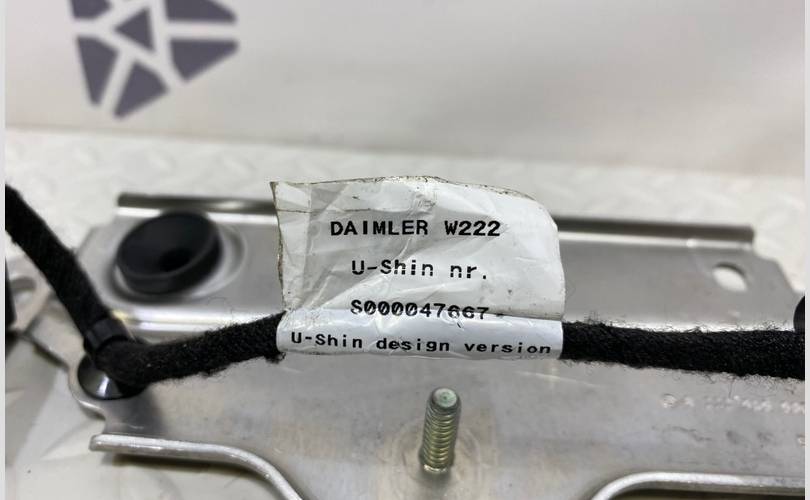 DAIMLER W222
U-Shin nr.
S000047667-
U-Shin design version